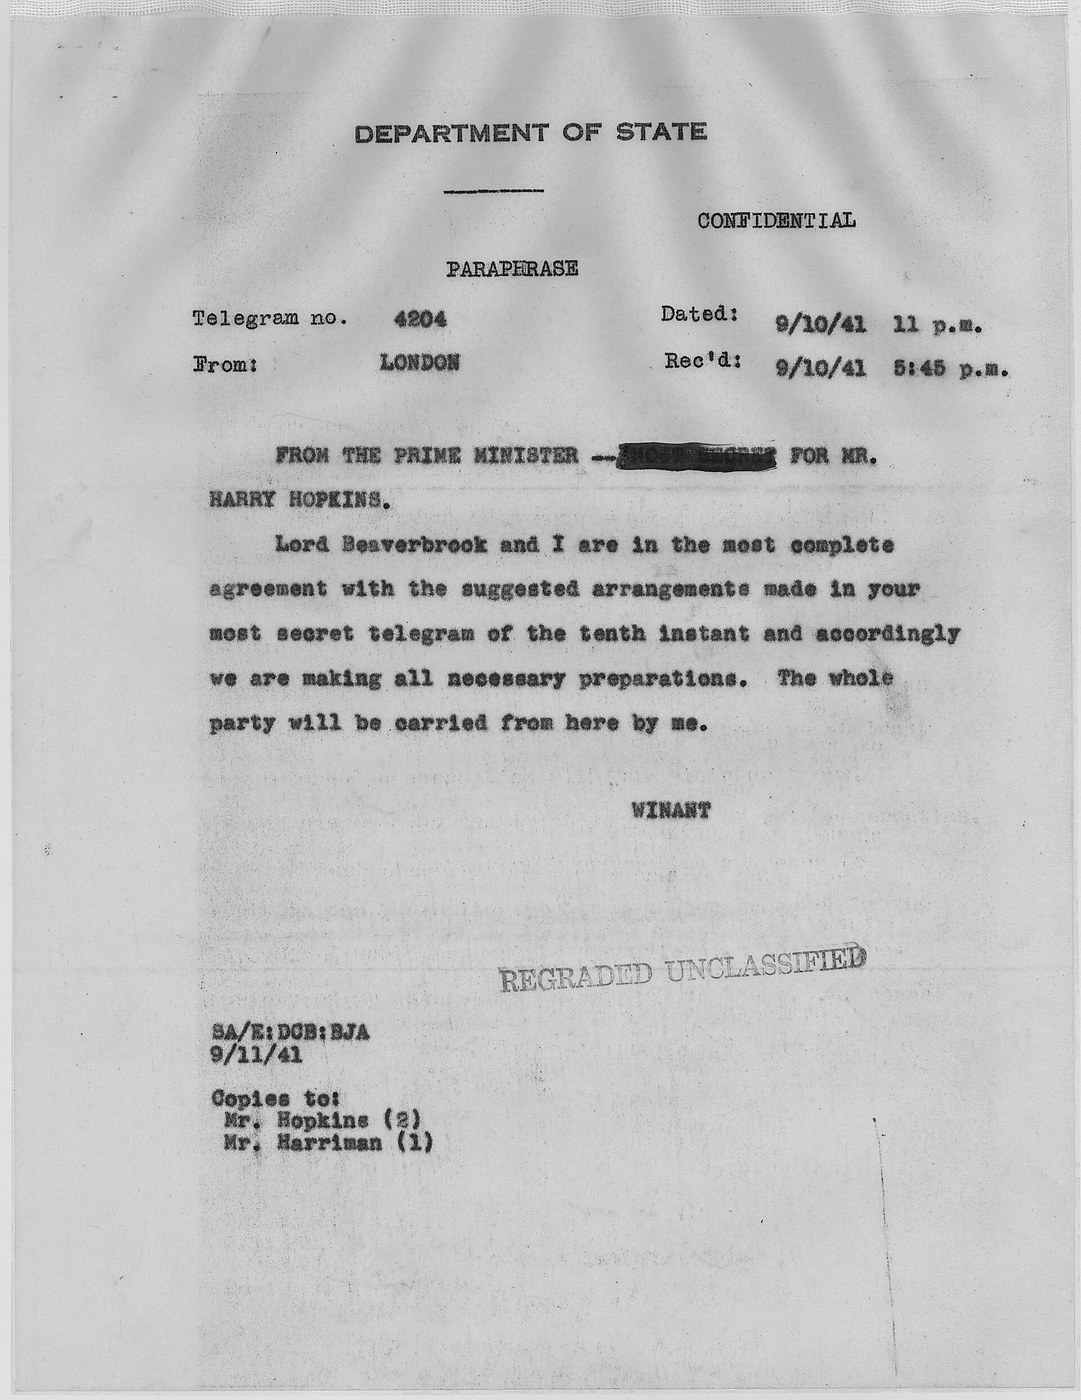 DEPARTMENT OF STATE
CONFIDENTIAL
PARAPHRASE
Telegram no. 4204 Dated: 9/10/41 11 p.m.
From: LONDON Rec'd: 9/10/41 5:45 p.m.
FROM THE PRIME MINISTER -- MOST SECRET FOR MR.
HARRY HOPKINS.
Lord Beaverbrook and I are in the most complete
agreement with the suggested arrangements made in your
most secret telegram of the tenth instant and accordingly
we are making all necessary preparations. The whole
party will be carried from here by me.
WINANT
REGRADED UNCLASSIFIED
SA/E:DCB:BJA
9/11/41
Copies to:
Mr. Hopkins (2)
Mr. Harriman (1)